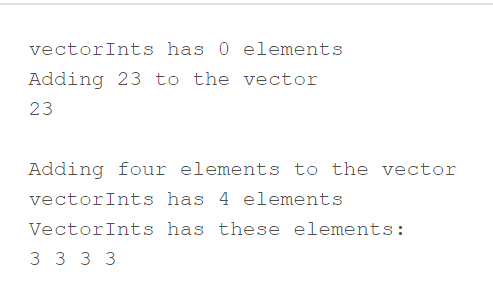 vectorInts has 0 elements
Adding 23 to the vector
23
Adding four elements to the vector
vectorInts has 4 elements
VectorInts has these elements:
3 3 3 3